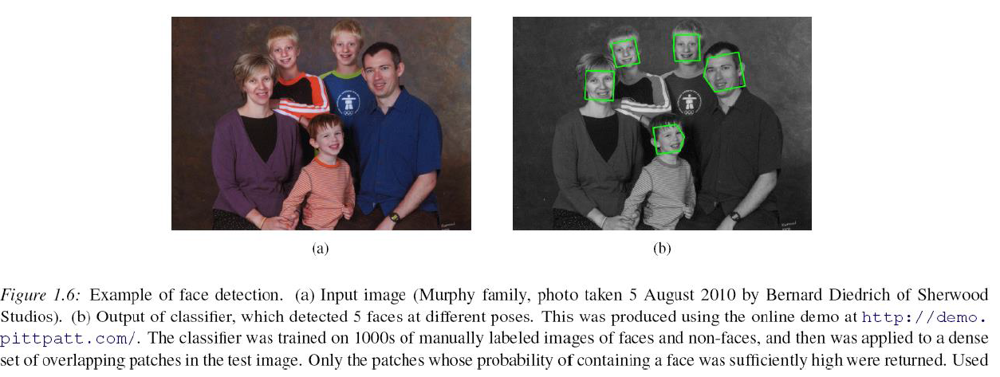 (a)
(b)
Figure 1.6: Example of face detection. (a) Input image (Murphy family, photo taken 5 August 2010 by Bernard Diedrich of Sherwood
Studios). (b) Output of classifier, which detected 5 faces at different poses. This was produced using the online demo at http://demo.
pittpatt.com/. The classifier was trained on 1000s of manually labeled images of faces and non-faces, and then was applied to a dense
set of overlapping patches in the test image. Only the patches whose probability of containing a face was sufficiently high were returned. Used